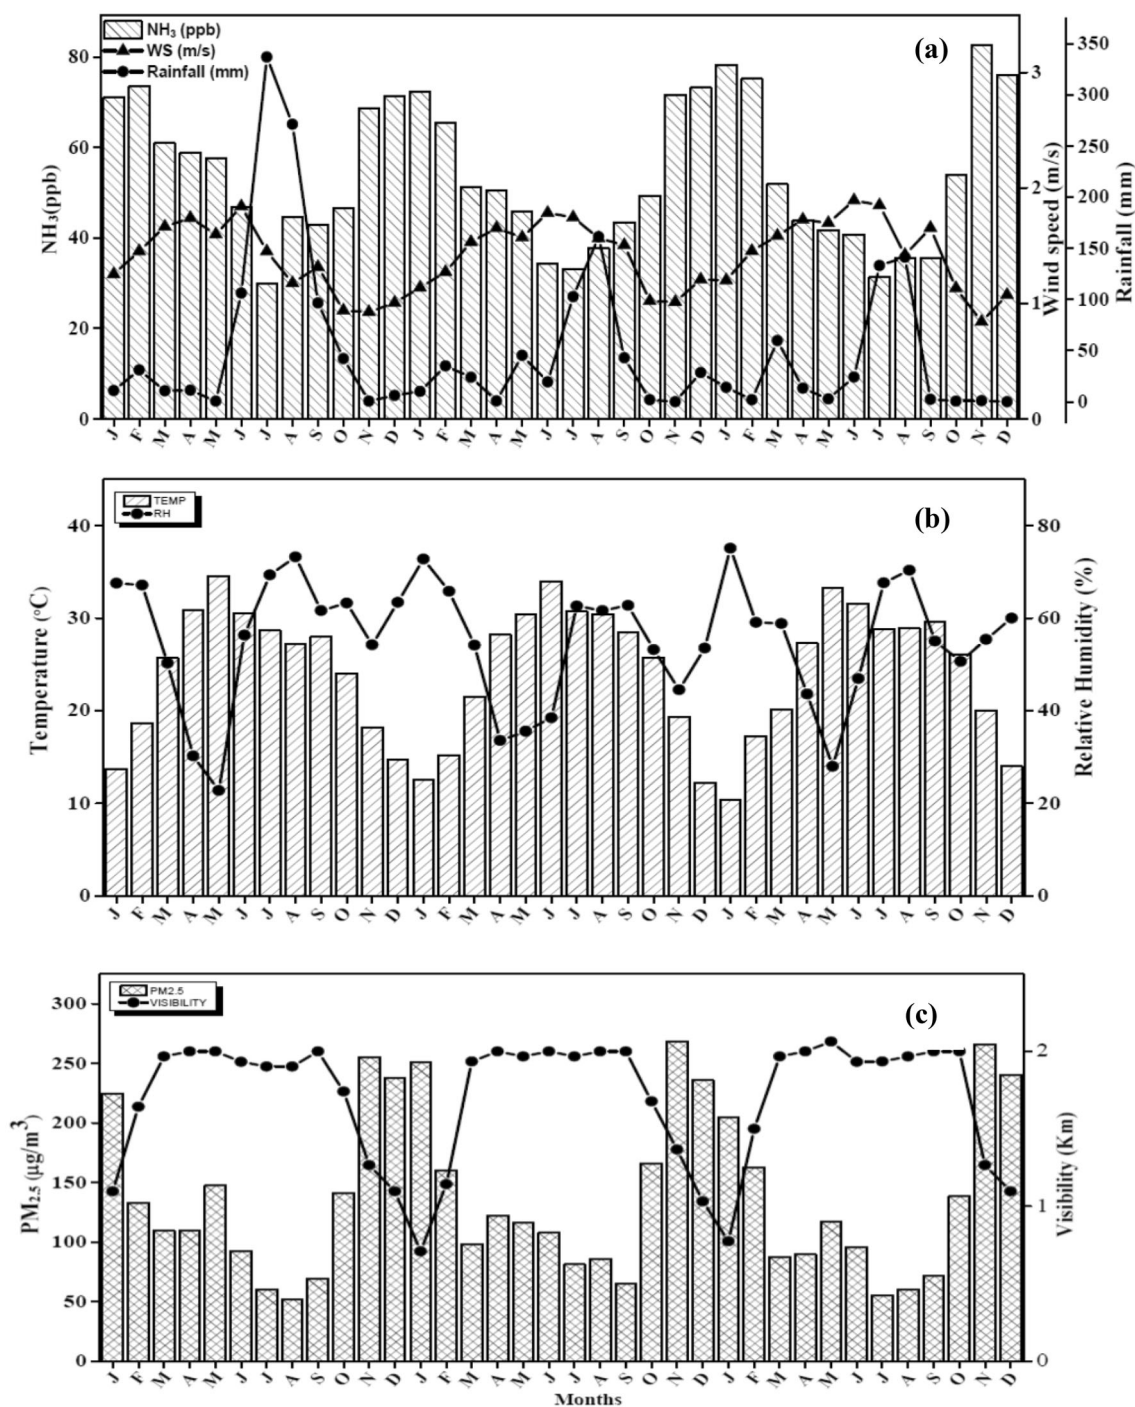 NH₃ (ppb)
WS (m/s)
Rainfall (mm)
(a)
80
60
40
20
0
NH₃(ppb)
3
2
1
0
Wind speed (m/s)
350
300
250
200
150
100
50
0
Rainfall (mm)
J F M A M J J A S O N D J F M A M J J A S O N D J F M A M J J A S O N D
TEMP
RH
(b)
40
30
20
10
0
Temperature (°C)
80
60
40
20
0
Relative Humidity (%)
J F M A M J J A S O N D J F M A M J J A S O N D J F M A M J J A S O N D
PM2.5
VISIBILITY
(c)
300
250
200
150
100
50
0
PM₂.₅ (µg/m³)
2
1
0
Visibility (Km)
J F M A M J J A S O N D J F M A M J J A S O N D J F M A M J J A S O N D
Months